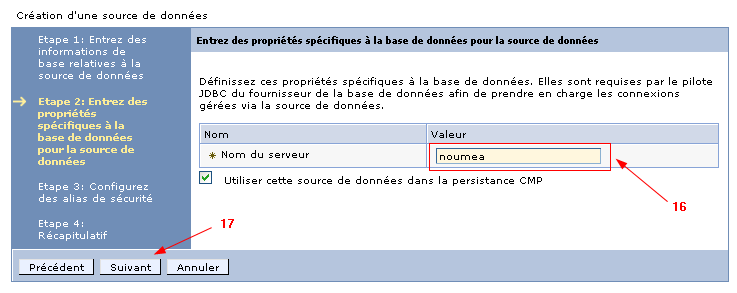 Création d'une source de données
Etape 1: Entrez des
informations de
base relatives à la
source de données
Etape 2: Entrez des
propriétés
spécifiques à la
base de données
pour la source de
données
Etape 3: Configurez
des alias de sécurité
Etape 4:
Récapitulatif
Entrez des propriétés spécifiques à la base de données pour la source de données
Définissez ces propriétés spécifiques à la base de données. Elles sont requises par le pilote
JDBC du fournisseur de la base de données afin de prendre en charge les connexions
gérées via la source de données.
Nom Valeur
* Nom du serveur noumea
Utiliser cette source de données dans la persistance CMP
16
17
Précédent Suivant Annuler